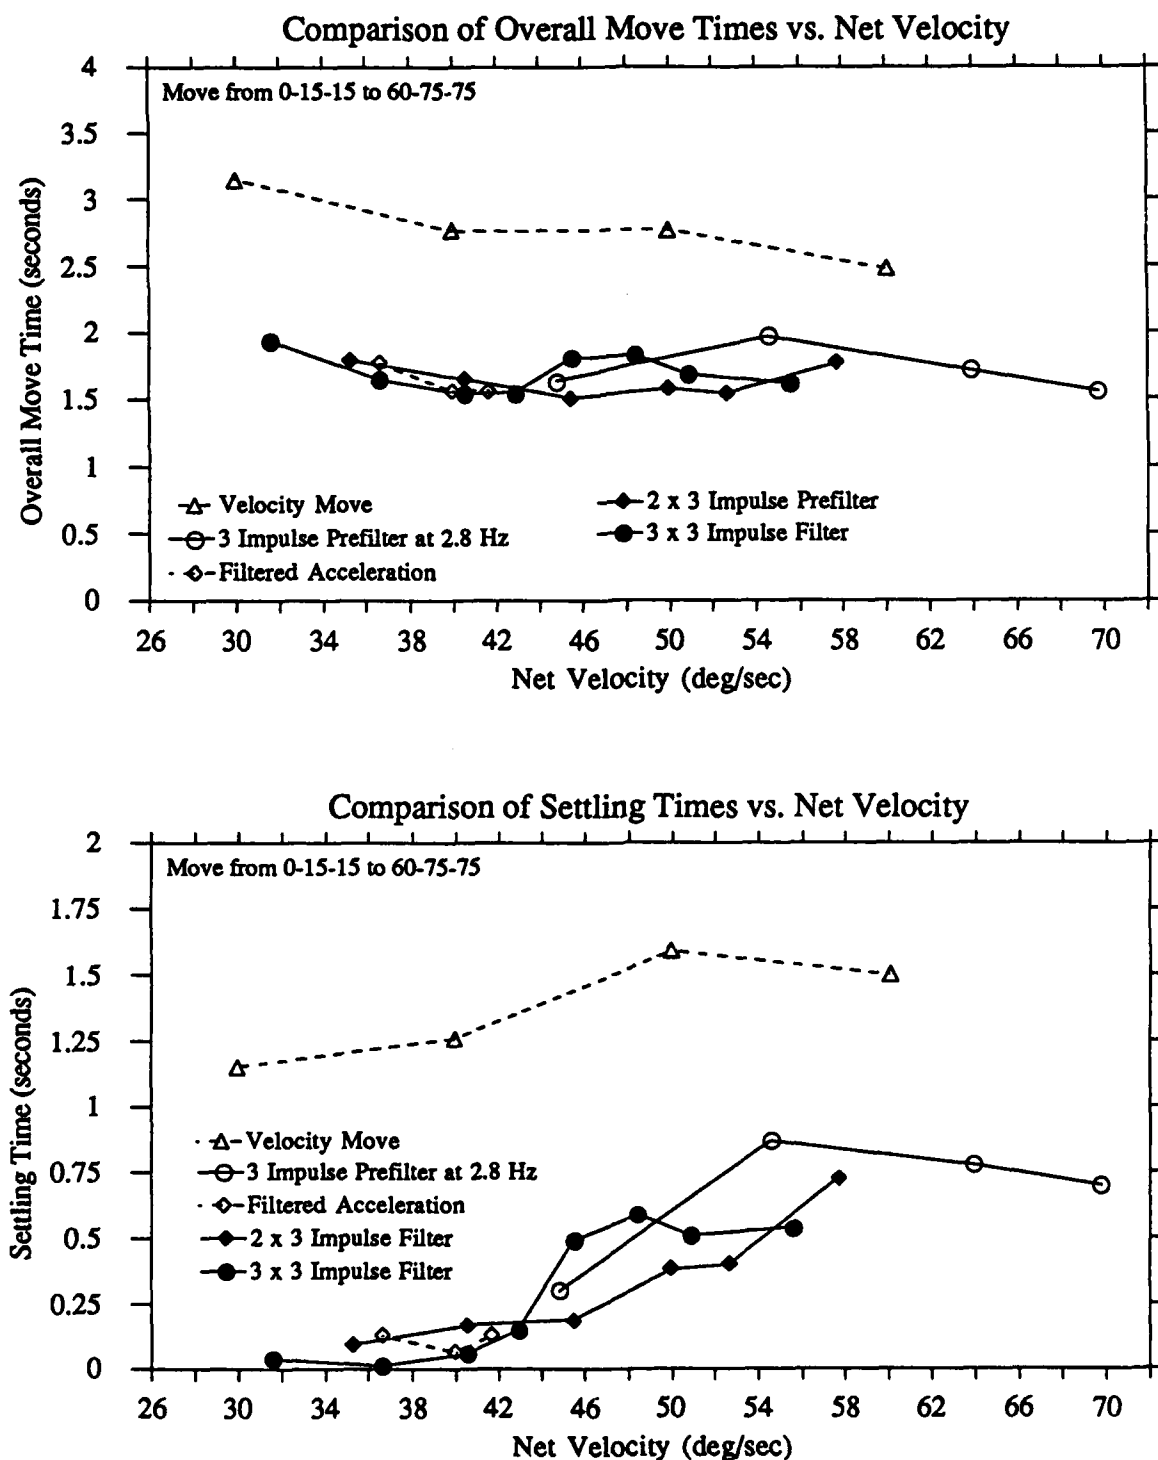 Comparison of Overall Move Times vs. Net Velocity
Move from 0-15-15 to 60-75-75
4
3.5
3
2.5
2
1.5
1
0.5
0
Overall Move Time (seconds)
Velocity Move
3 Impulse Prefilter at 2.8 Hz
Filtered Acceleration
2 x 3 Impulse Prefilter
3 x 3 Impulse Filter
26 30 34 38 42 46 50 54 58 62 66 70
Net Velocity (deg/sec)
Comparison of Settling Times vs. Net Velocity
Move from 0-15-15 to 60-75-75
2
1.75
1.5
1.25
1
0.75
0.5
0.25
0
Settling Time (seconds)
Velocity Move
3 Impulse Prefilter at 2.8 Hz
Filtered Acceleration
2 x 3 Impulse Filter
3 x 3 Impulse Filter
26 30 34 38 42 46 50 54 58 62 66 70
Net Velocity (deg/sec)